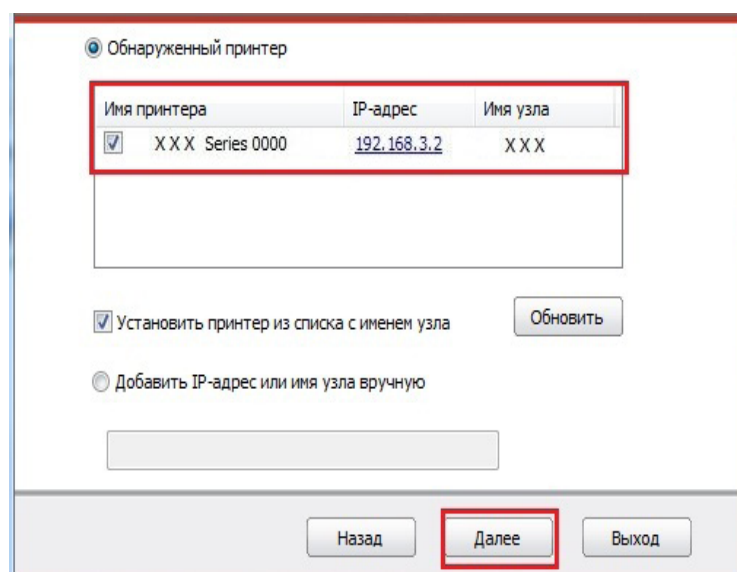 Обнаруженный принтер
Имя принтера IP-адрес Имя узла
X X X Series 0000 192.168.3.2 X X X
Установить принтер из списка с именем узла Обновить
Добавить IP-адрес или имя узла вручную
Назад Далее Выход